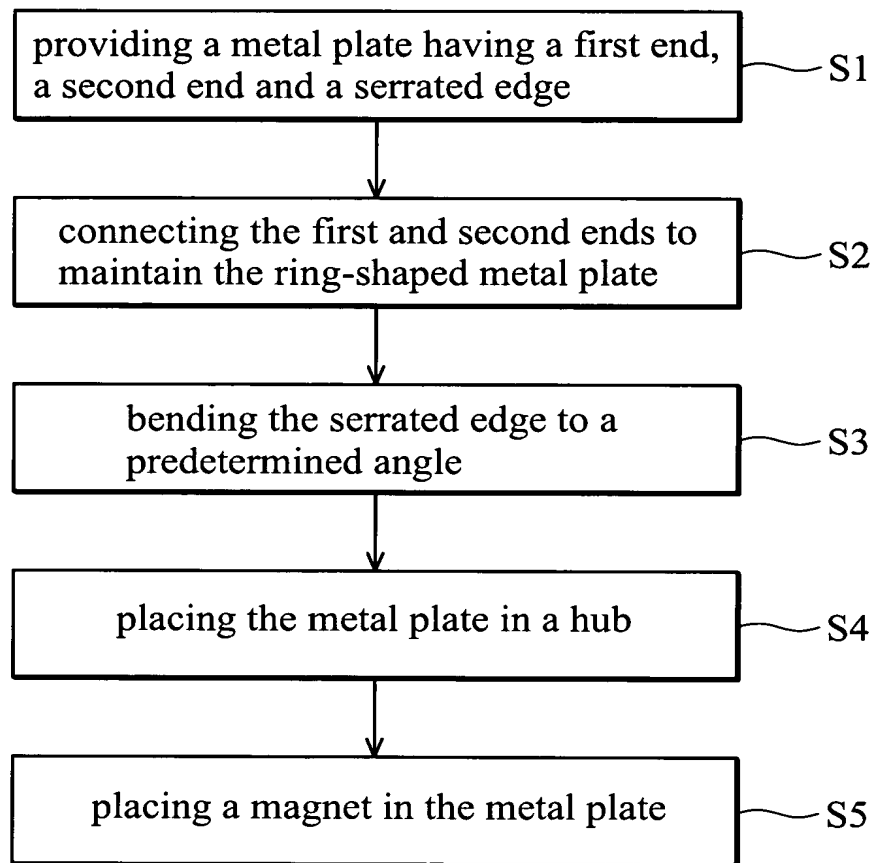 providing a metal plate having a first end,
a second end and a serrated edge
S1
connecting the first and second ends to
maintain the ring-shaped metal plate
S2
bending the serrated edge to a
predetermined angle
S3
placing the metal plate in a hub
S4
placing a magnet in the metal plate
S5